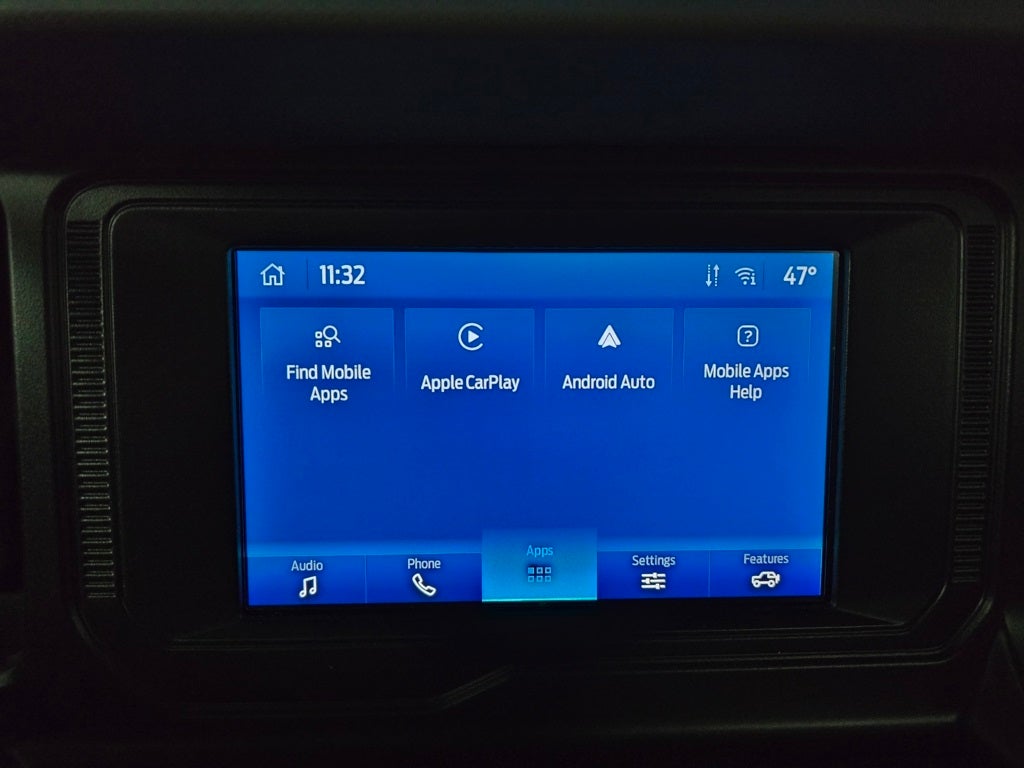 11:32
47°
Find Mobile
Apps
Apple CarPlay
Android Auto
?
Mobile Apps
Help
Audio
Phone
Apps
Settings
Features